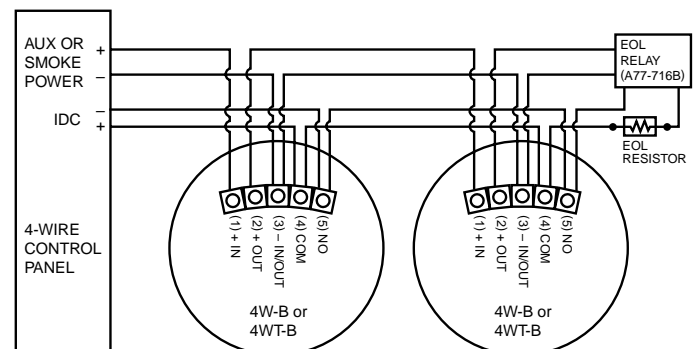 AUX OR
SMOKE
POWER
+
–
IDC
–
+
4-WIRE
CONTROL
PANEL
(1) + IN
(2) + OUT
(3) – IN/OUT
(4) COM
(5) NO
4W-B or
4WT-B
(1) + IN
(2) + OUT
(3) – IN/OUT
(4) COM
(5) NO
4W-B or
4WT-B
EOL
RELAY
(A77-716B)
EOL
RESISTOR